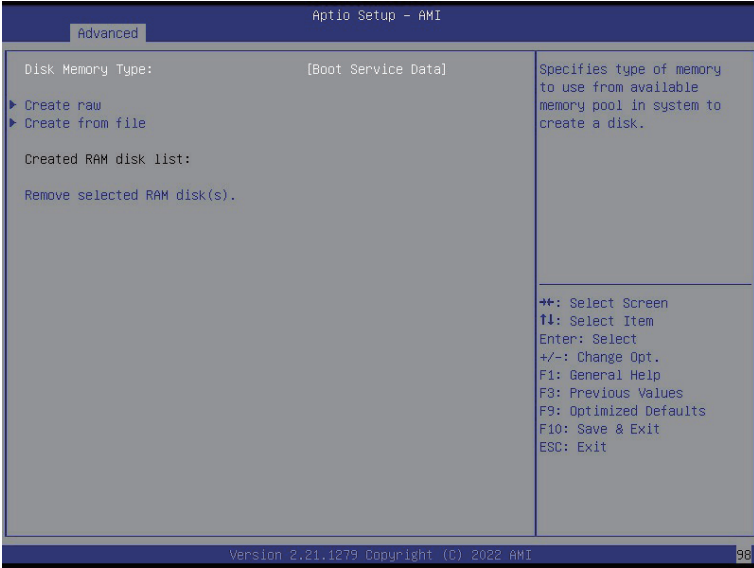 Aptio Setup – AMI
Advanced
Disk Memory Type: [Boot Service Data]
Create raw
Create from file
Created RAM disk list:
Remove selected RAM disk(s).
Specifies type of memory
to use from available
memory pool in system to
create a disk.
→←: Select Screen
↑↓: Select Item
Enter: Select
+/-: Change Opt.
F1: General Help
F3: Previous Values
F9: Optimized Defaults
F10: Save & Exit
ESC: Exit
Version 2.21.1279 Copyright (C) 2022 AMI
98